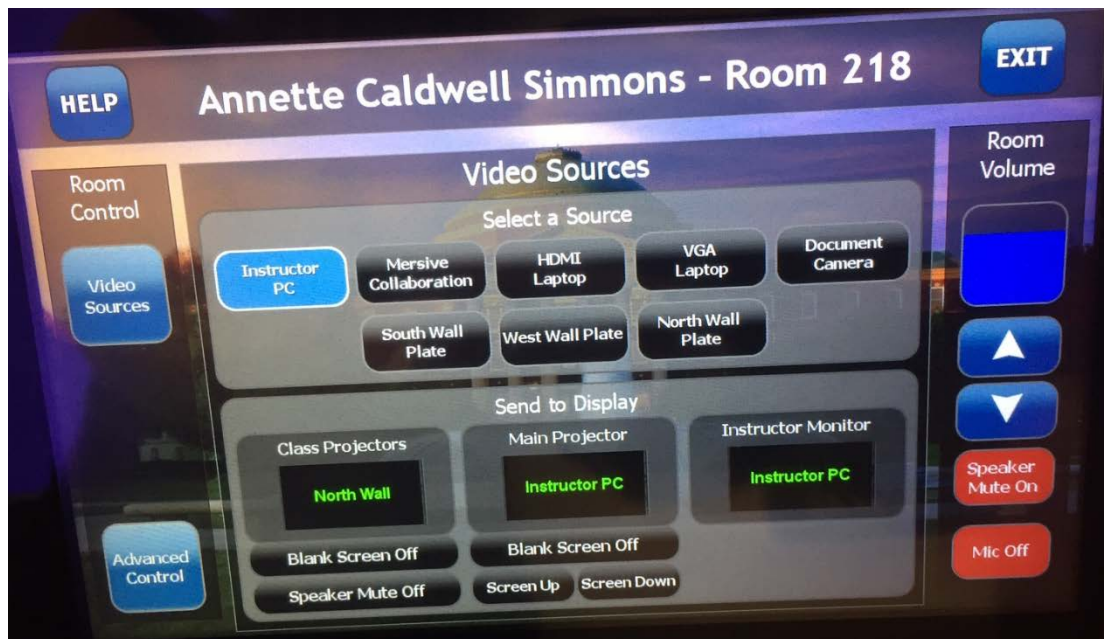 HELP
Annette Caldwell Simmons - Room 218
EXIT
Room
Control
Video
Sources
Advanced
Control
Video Sources
Select a Source
Instructor
PC
Mersive
Collaboration
HDMI
Laptop
VGA
Laptop
Document
Camera
South Wall
Plate
West Wall Plate
North Wall
Plate
Send to Display
Class Projectors
North Wall
Blank Screen Off
Speaker Mute Off
Main Projector
Instructor PC
Blank Screen Off
Screen Up
Screen Down
Instructor Monitor
Instructor PC
Room
Volume
Speaker
Mute On
Mic Off